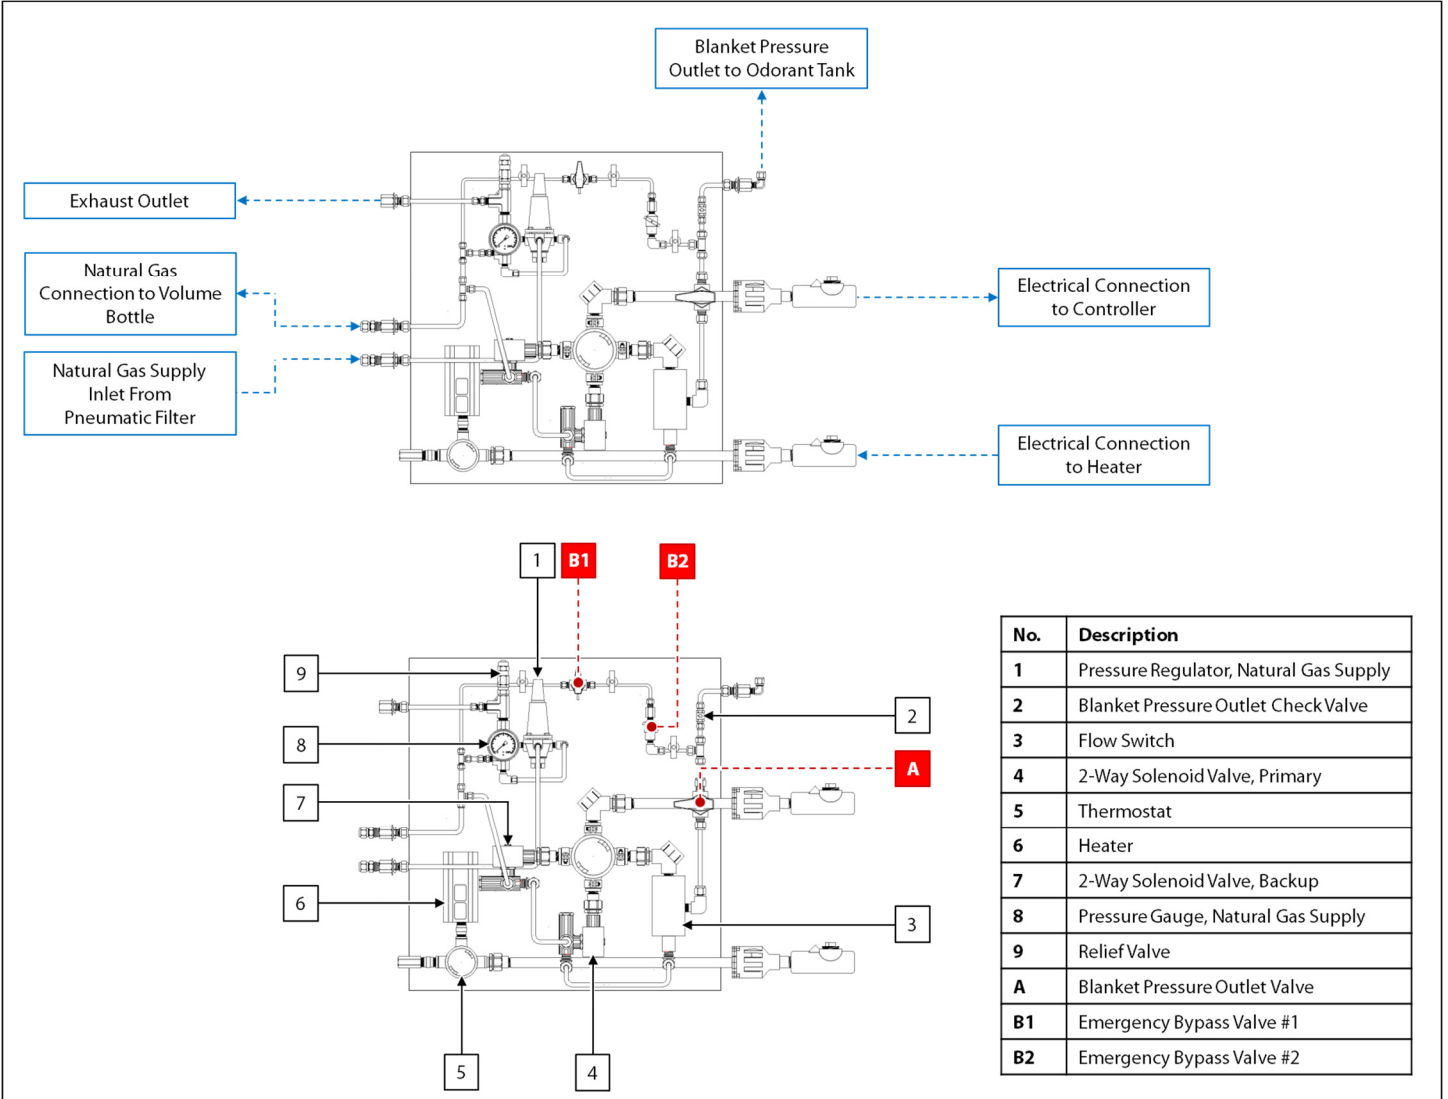 Blanket Pressure
Outlet to Odorant Tank
Exhaust Outlet
Natural Gas
Connection to Volume
Bottle
Natural Gas Supply
Inlet From
Pneumatic Filter
Electrical Connection
to Controller
Electrical Connection
to Heater
1
B1
B2
9
8
7
6
5
4
2
A
3
No. Description
1 Pressure Regulator, Natural Gas Supply
2 Blanket Pressure Outlet Check Valve
3 Flow Switch
4 2-Way Solenoid Valve, Primary
5 Thermostat
6 Heater
7 2-Way Solenoid Valve, Backup
8 Pressure Gauge, Natural Gas Supply
9 Relief Valve
A Blanket Pressure Outlet Valve
B1 Emergency Bypass Valve #1
B2 Emergency Bypass Valve #2